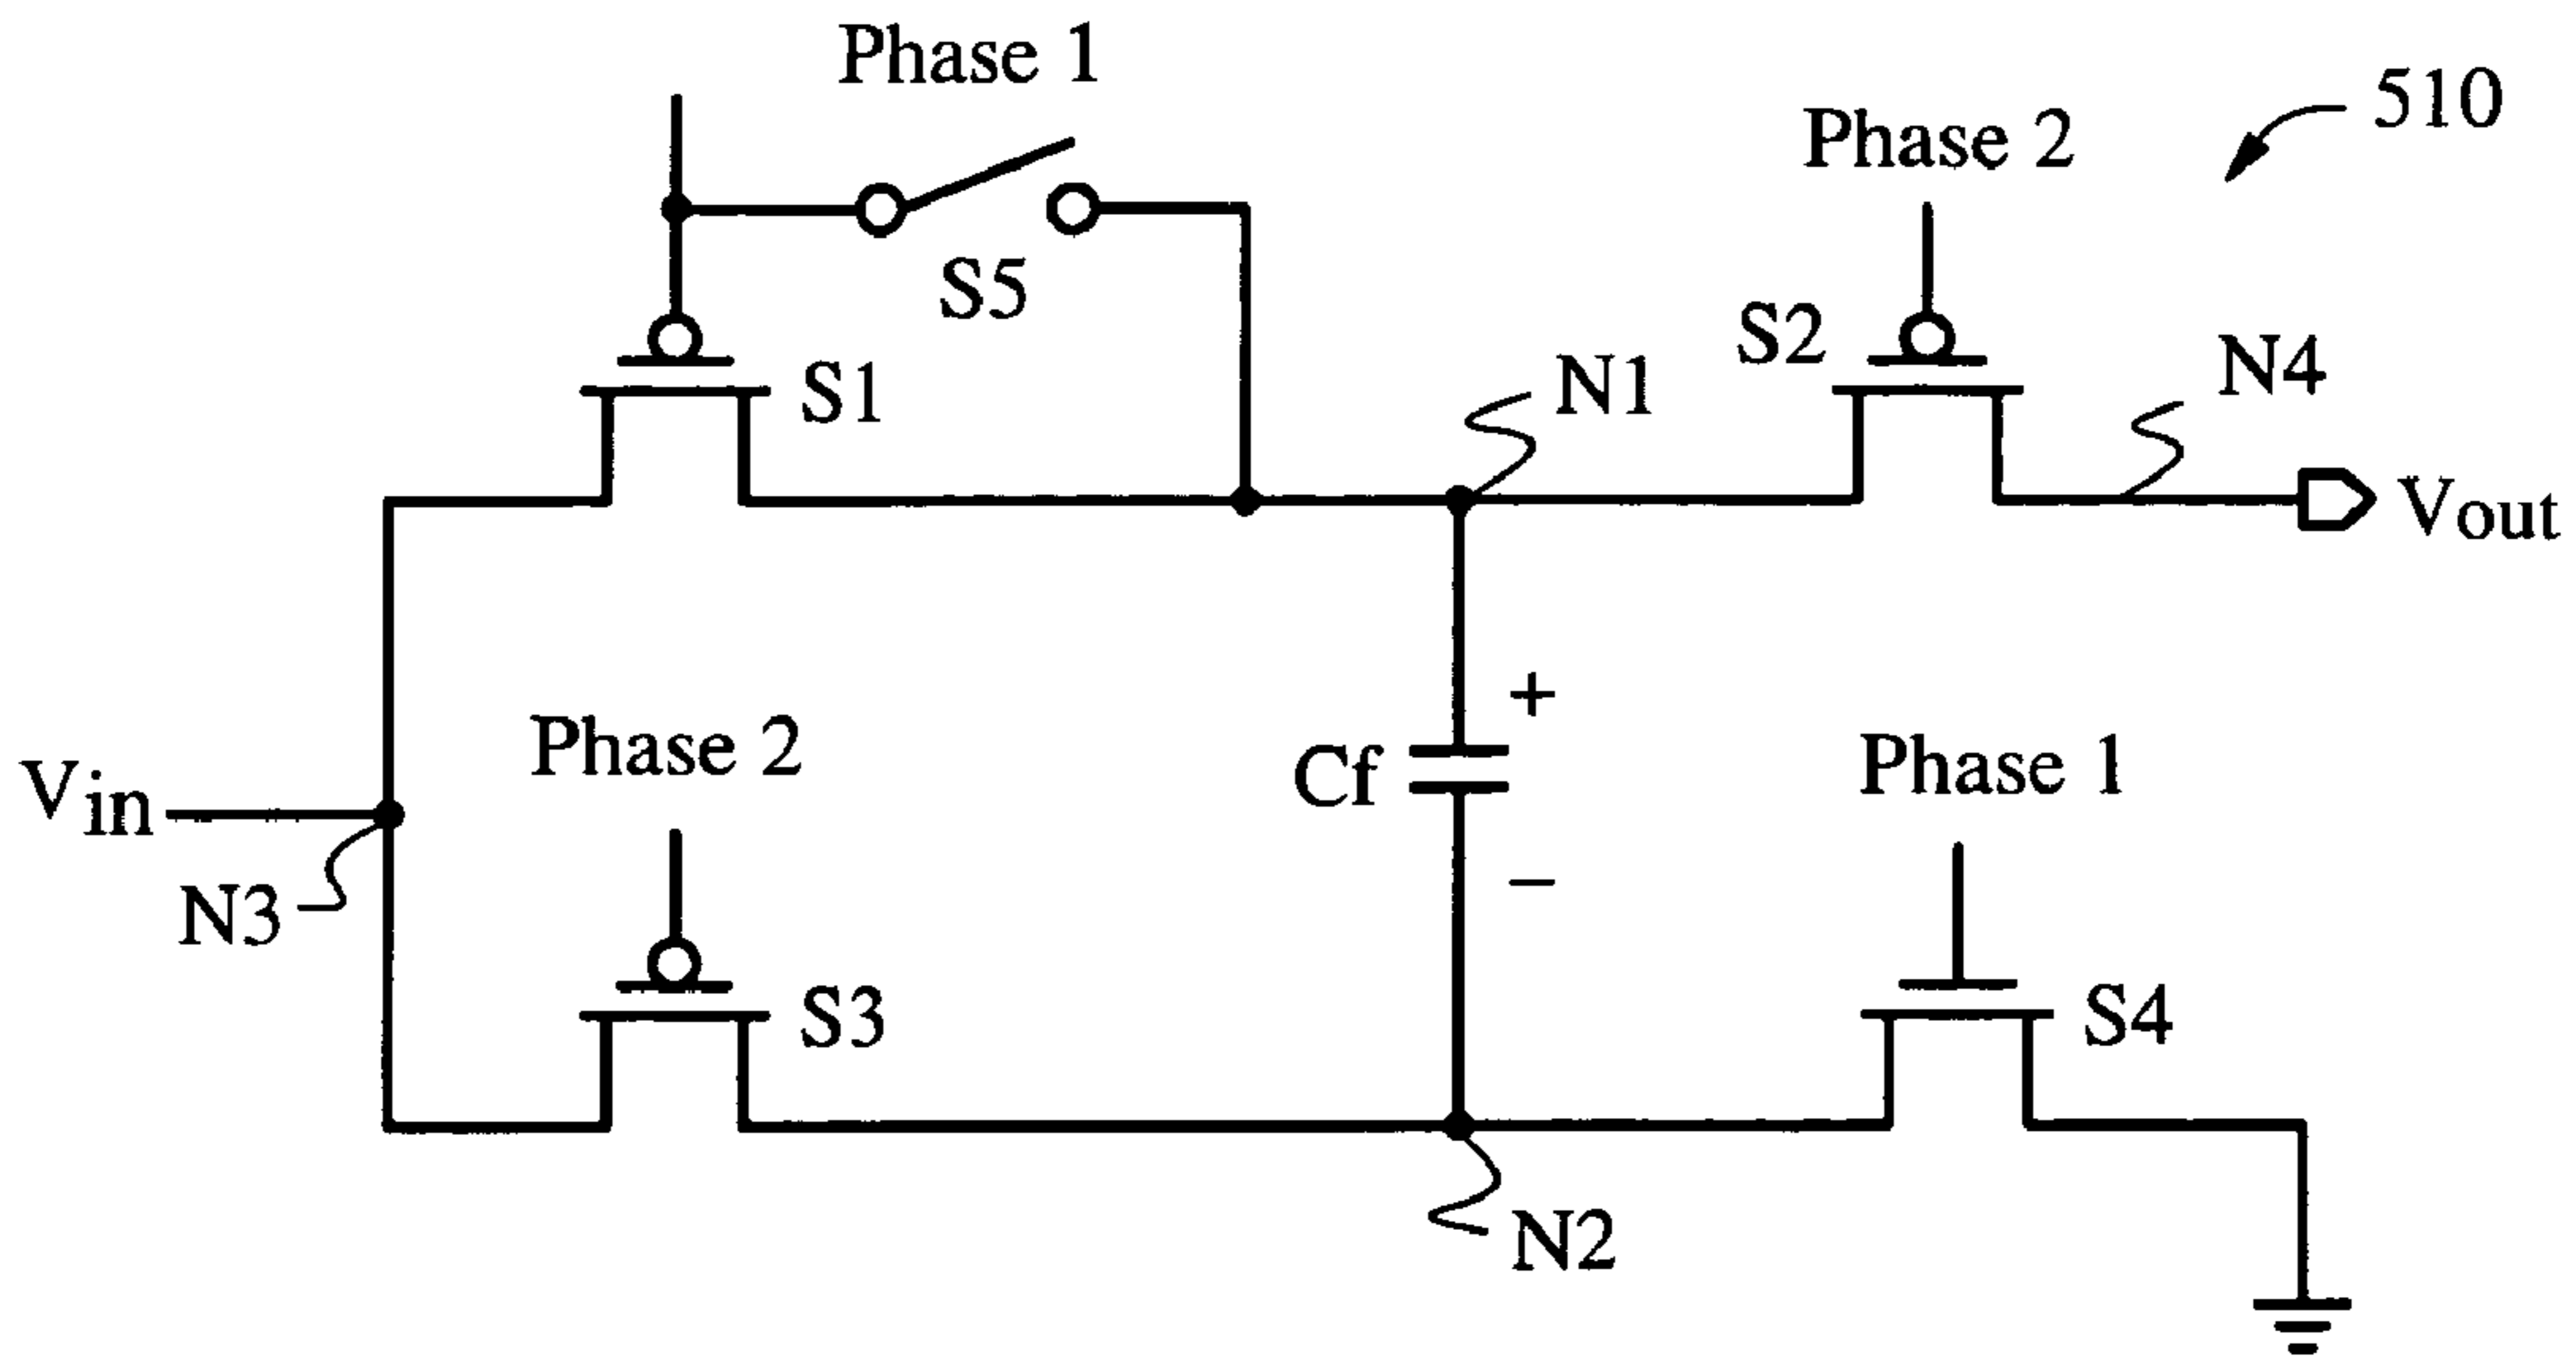 Phase 1
510
Phase 2
S5
S2
N4
S1
N1
Vout
Phase 2
+
Phase 1
Vin
Cf
N3
−
S3
S4
N2